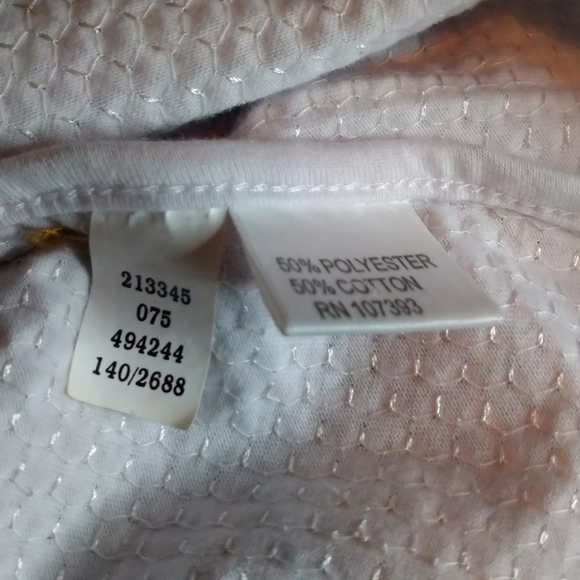 213345
075
494244
140/2688
50% POLYESTER
50% COTTON
RN 107393